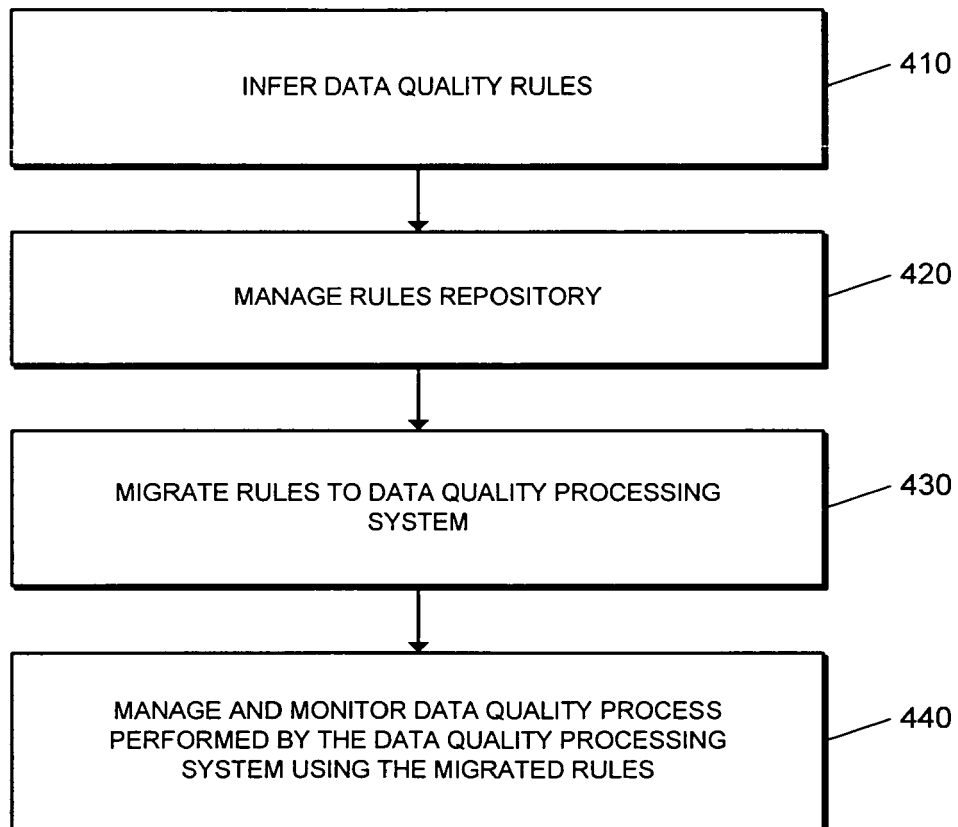 INFER DATA QUALITY RULES
410
MANAGE RULES REPOSITORY
420
MIGRATE RULES TO DATA QUALITY PROCESSING
SYSTEM
430
MANAGE AND MONITOR DATA QUALITY PROCESS
PERFORMED BY THE DATA QUALITY PROCESSING
SYSTEM USING THE MIGRATED RULES
440